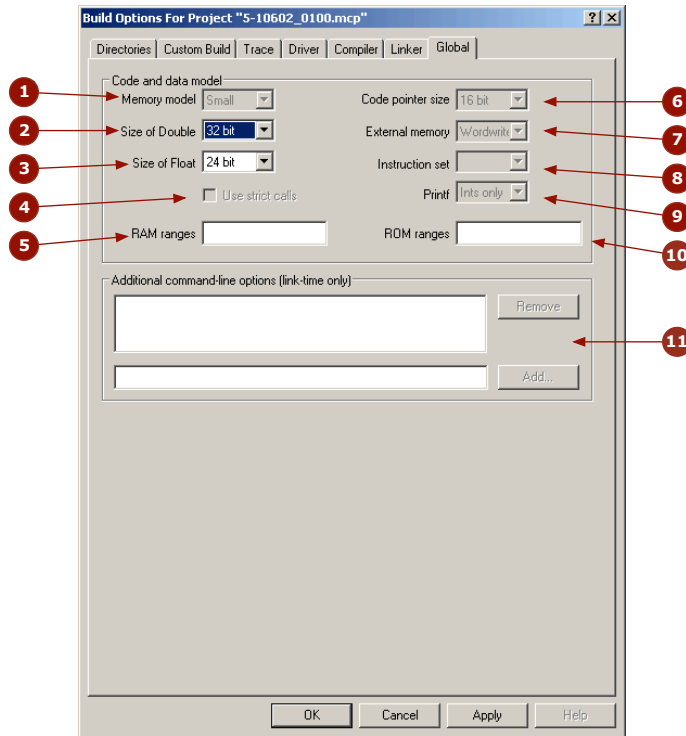 Build Options For Project "5-10602_0100.mcp"
Directories Custom Build Trace Driver Compiler Linker Global
Code and data model
1 Memory model Small Code pointer size 16 bit 6
2 Size of Double 32 bit External memory Wordwrite 7
3 Size of Float 24 bit Instruction set 8
4 Use strict calls Printf Ints only 9
5 RAM ranges ROM ranges 10
Additional command-line options (link-time only)
Remove
11
Add...
OK Cancel Apply Help